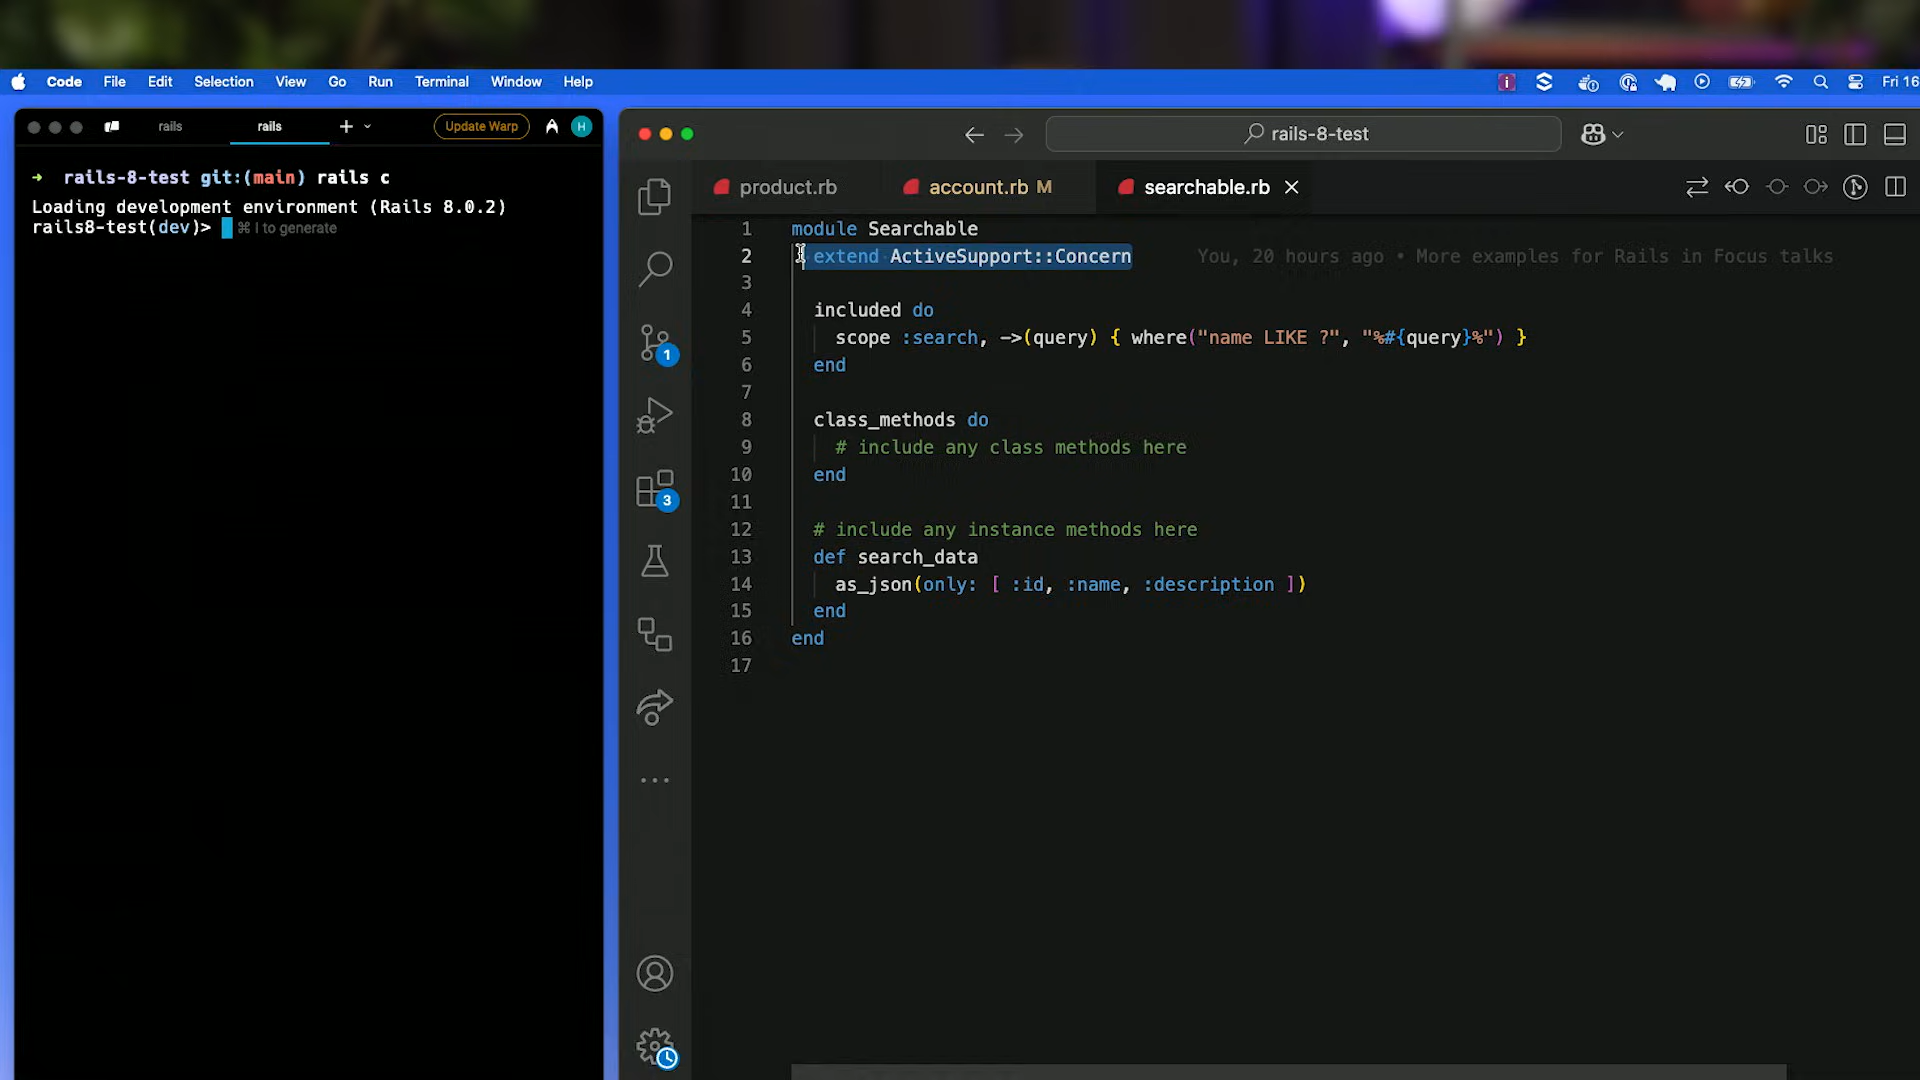 Code File Edit Selection View Go Run Terminal Window Help Fri 16
rails rails Update Warp H
➜ rails-8-test git:(main) rails c
Loading development environment (Rails 8.0.2)
rails8-test(dev)> ⌘ I to generate
rails-8-test
product.rb account.rb M searchable.rb
1 module Searchable
2 extend ActiveSupport::Concern You, 20 hours ago • More examples for Rails in Focus talks
3
4 included do
5 scope :search, ->(query) { where("name LIKE ?", "%#{query}%") }
6 end
7
8 class_methods do
9 # include any class methods here
10 end
11
12 # include any instance methods here
13 def search_data
14 as_json(only: [ :id, :name, :description ])
15 end
16 end
17
1
3